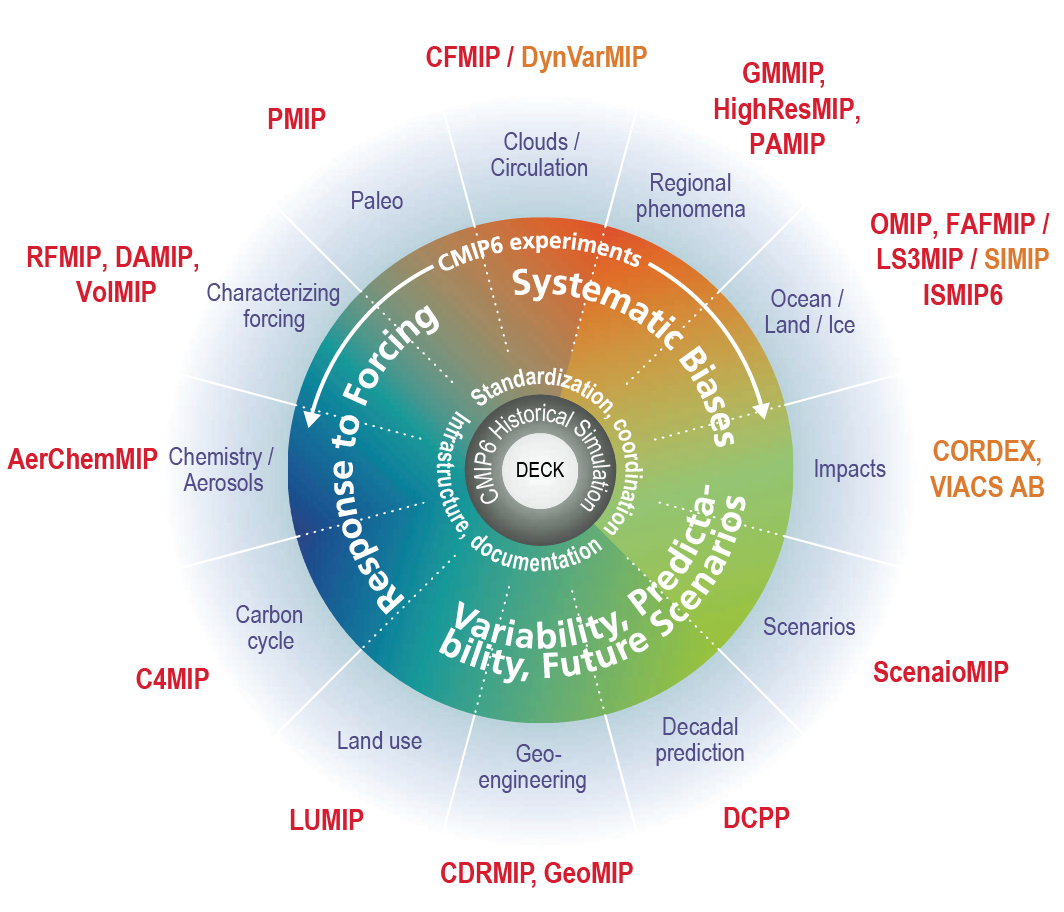 CFMIP / DynVarMIP
GMMIP,
HighResMIP,
PAMIP
PMIP
Clouds /
Circulation
Regional
phenomena
Paleo
OMIP, FAFMIP /
LS3MIP / SIMIP
ISMIP6
RFMIP, DAMIP,
VolMIP
Characterizing
forcing
Ocean /
Land / Ice
CMIP6 experiments
Systematic Biases
Response to Forcing
Variability, Predicta-
bility, Future Scenarios
Standardization, coordination
Infrastructure, documentation
CMIP6 Historical Simulation
DECK
AerChemMIP
Chemistry /
Aerosols
Impacts
CORDEX,
VIACS AB
Carbon
cycle
Scenarios
C4MIP
ScenaioMIP
Land use
Geo-
engineering
Decadal
prediction
LUMIP
DCPP
CDRMIP, GeoMIP